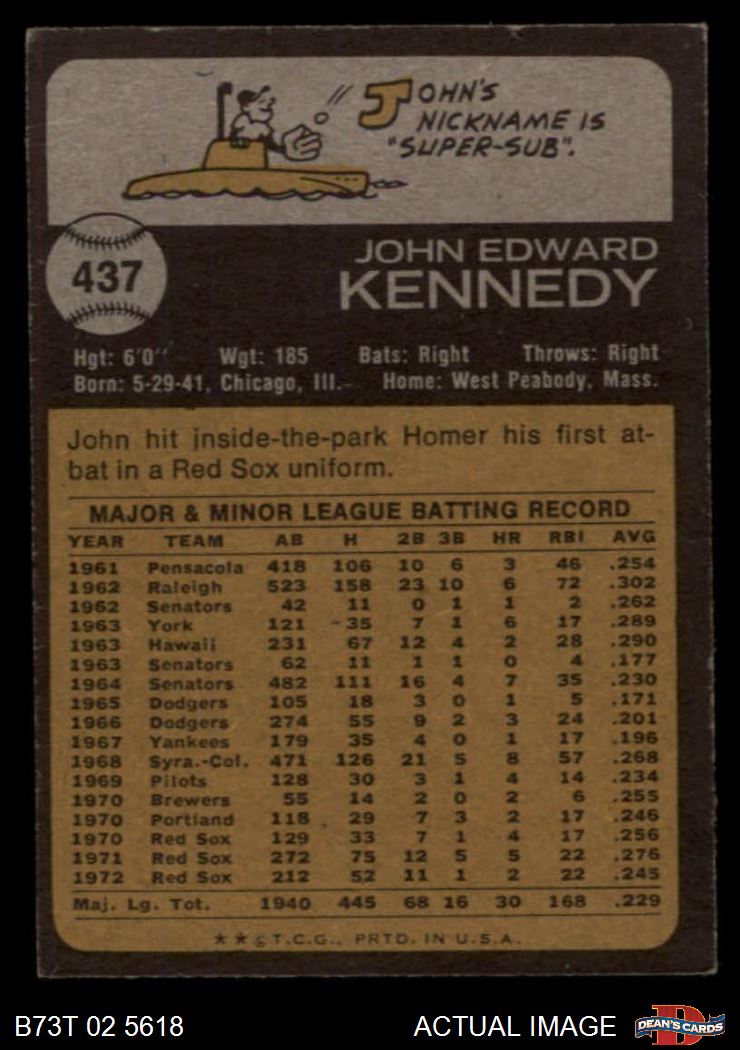 JOHN'S
NICKNAME IS
"SUPER-SUB".
437
JOHN EDWARD
KENNEDY
Hgt: 6'0" Wgt: 185 Bats: Right Throws: Right
Born: 5-29-41, Chicago, Ill. Home: West Peabody, Mass.
John hit inside-the-park Homer his first at-
bat in a Red Sox uniform.
MAJOR & MINOR LEAGUE BATTING RECORD
YEAR TEAM AB H 2B 3B HR RBI AVG
1961 Pensacola 418 106 10 6 3 46 .254
1962 Raleigh 523 158 23 10 6 72 .302
1962 Senators 42 11 0 1 1 2 .262
1963 York 121 35 7 1 6 17 .289
1963 Hawaii 231 67 12 4 2 28 .290
1963 Senators 62 11 1 1 0 4 .177
1964 Senators 482 111 16 4 7 35 .230
1965 Dodgers 105 18 3 0 1 5 .171
1966 Dodgers 274 55 9 2 3 24 .201
1967 Yankees 179 35 4 0 1 17 .196
1968 Syra.-Col. 471 126 21 5 8 57 .268
1969 Pilots 128 30 3 1 4 14 .234
1970 Brewers 55 14 2 0 2 6 .255
1970 Portland 118 29 7 3 2 17 .246
1970 Red Sox 129 33 7 1 4 17 .256
1971 Red Sox 272 75 12 5 5 22 .276
1972 Red Sox 212 52 11 1 2 22 .245
Maj. Lg. Tot. 1940 445 68 16 30 168 .229
★★© T.C.G., PRTD. IN U.S.A.
B73T 02 5618 ACTUAL IMAGE
D
DEAN'S CARDS